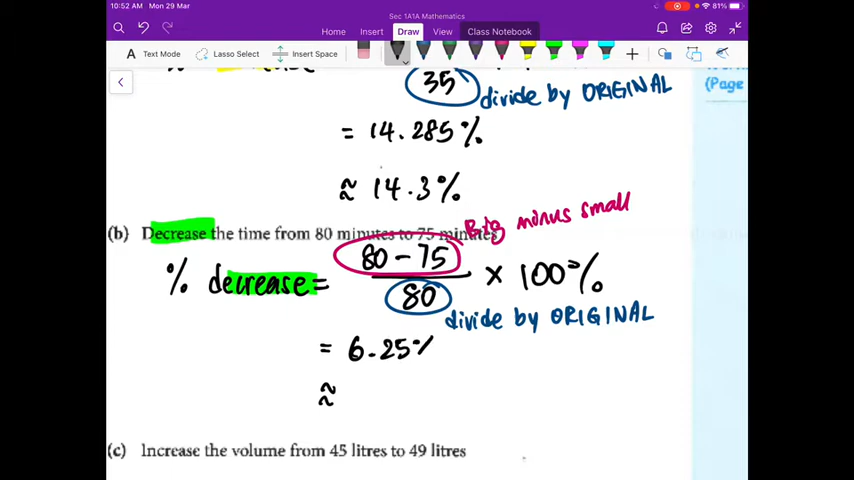 10:52 AM Mon 29 Mar
81%
Sec 1A1A Mathematics
Home Insert Draw View Class Notebook
Text Mode Lasso Select Insert Space
35
divide by ORIGINAL
(Page
= 14.285%
≈ 14.3%
Big minus small
(b) Decrease the time from 80 minutes to 75 minutes
% decrease = 80 - 75
80
× 100%
divide by ORIGINAL
= 6.25%
≈
(c) Increase the volume from 45 litres to 49 litres